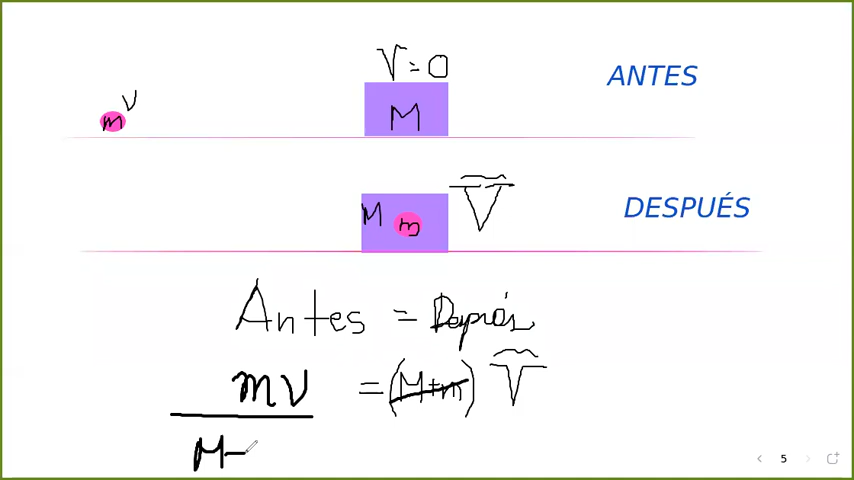 V=0
ANTES
v
m
M
V
DESPUÉS
M m
Antes = Después
mv = (M+m) V
M-
5